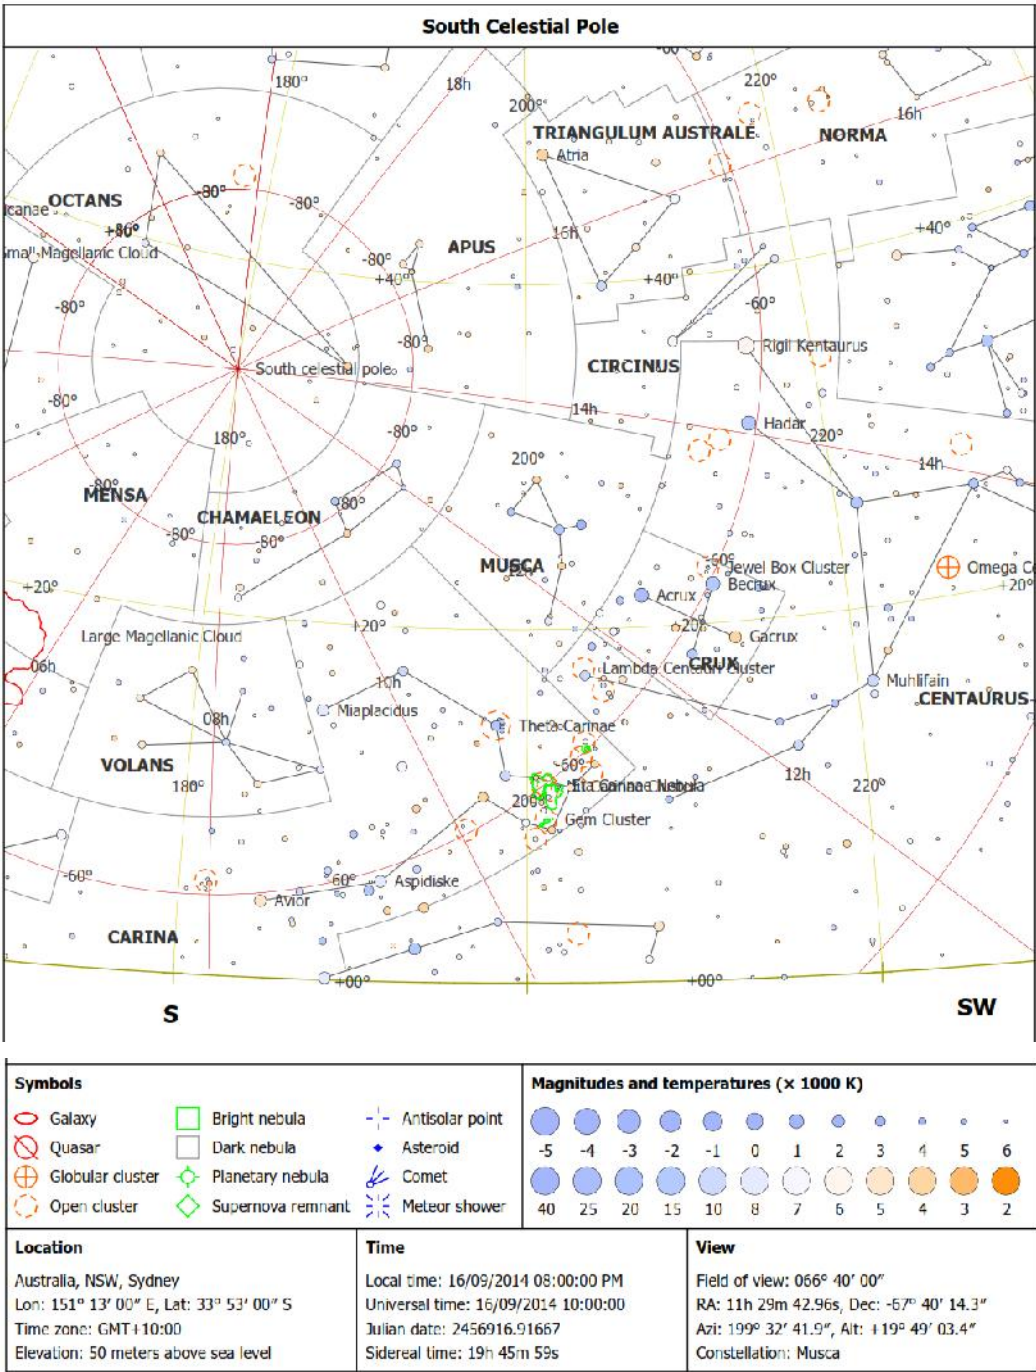 South Celestial Pole
180°
18h
200°
-60
220°
TRIANGULUM AUSTRALE
NORMA
16h
Atria
OCTANS
-80°
-80°
icanae
+80°
Small Magellanic Cloud
16h
APUS
+40°
-80°
+40°
+40°
-80°
-60°
-80°
Rigil Kentaurus
CIRCINUS
South celestial pole
-80°
14h
-80°
Hadar
180°
220°
200°
14h
-80°
MENSA
-80°
CHAMAELEON
-80°
-80°
MUSCA
12h
-60°
Jewel Box Cluster
Omega Ce
+20°
Becrux
+20°
Acrux
+20°
+20°
Gacrux
Large Magellanic Cloud
CRUX
06h
Lambda Centauri Cluster
10h
Muhlifain
CENTAURUS
Miaplacidus
08h
Theta Carinae
VOLANS
-60°
12h
180°
Eta Carinae Nebula
220°
200°
Gem Cluster
-60°
-60°
Aspidiske
Avior
CARINA
+00°
+00°
S
SW
Symbols
Galaxy
Quasar
Globular cluster
Open cluster
Bright nebula
Dark nebula
Planetary nebula
Supernova remnant
Antisolar point
Asteroid
Comet
Meteor shower
Magnitudes and temperatures (× 1000 K)
-5 -4 -3 -2 -1 0 1 2 3 4 5 6
40 25 20 15 10 8 7 6 5 4 3 2
Location
Australia, NSW, Sydney
Lon: 151° 13' 00" E, Lat: 33° 53' 00" S
Time zone: GMT+10:00
Elevation: 50 meters above sea level
Time
Local time: 16/09/2014 08:00:00 PM
Universal time: 16/09/2014 10:00:00
Julian date: 2456916.91667
Sidereal time: 19h 45m 59s
View
Field of view: 066° 40' 00"
RA: 11h 29m 42.96s, Dec: -67° 40' 14.3"
Azi: 199° 32' 41.9", Alt: +19° 49' 03.4"
Constellation: Musca